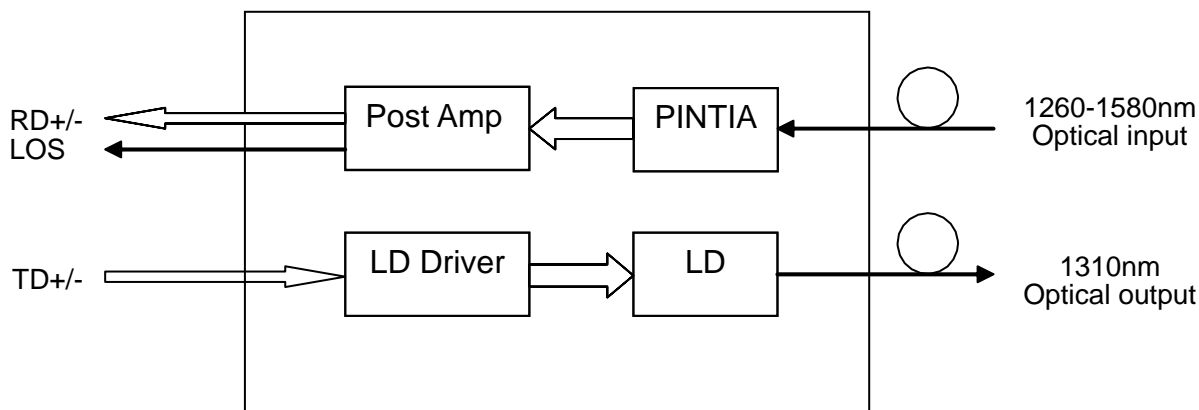 RD+/-
LOS
Post Amp
PINTIA
1260-1580nm
Optical input
TD+/-
LD Driver
LD
1310nm
Optical output